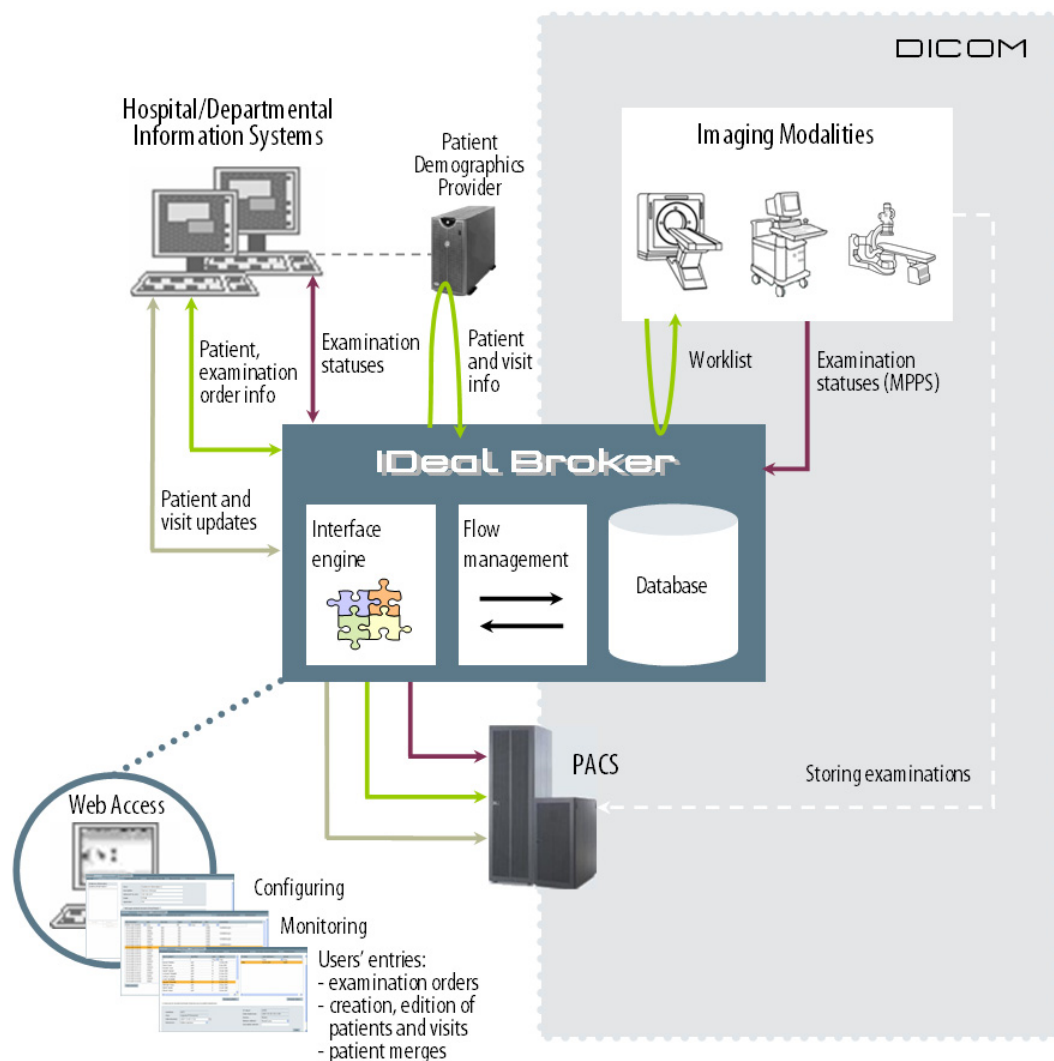 DICOM
Hospital/Departmental
Information Systems
Patient
Demographics
Provider
Imaging Modalities
Patient,
examination
order info
Examination
statuses
Patient
and visit
info
Worklist
Examination
statuses (MPPS)
Patient and
visit updates
IDeal Broker
Interface
engine
Flow
management
Database
PACS
Storing examinations
Web Access
Configuring
Monitoring
Users' entries:
- examination orders
- creation, edition of
patients and visits
- patient merges